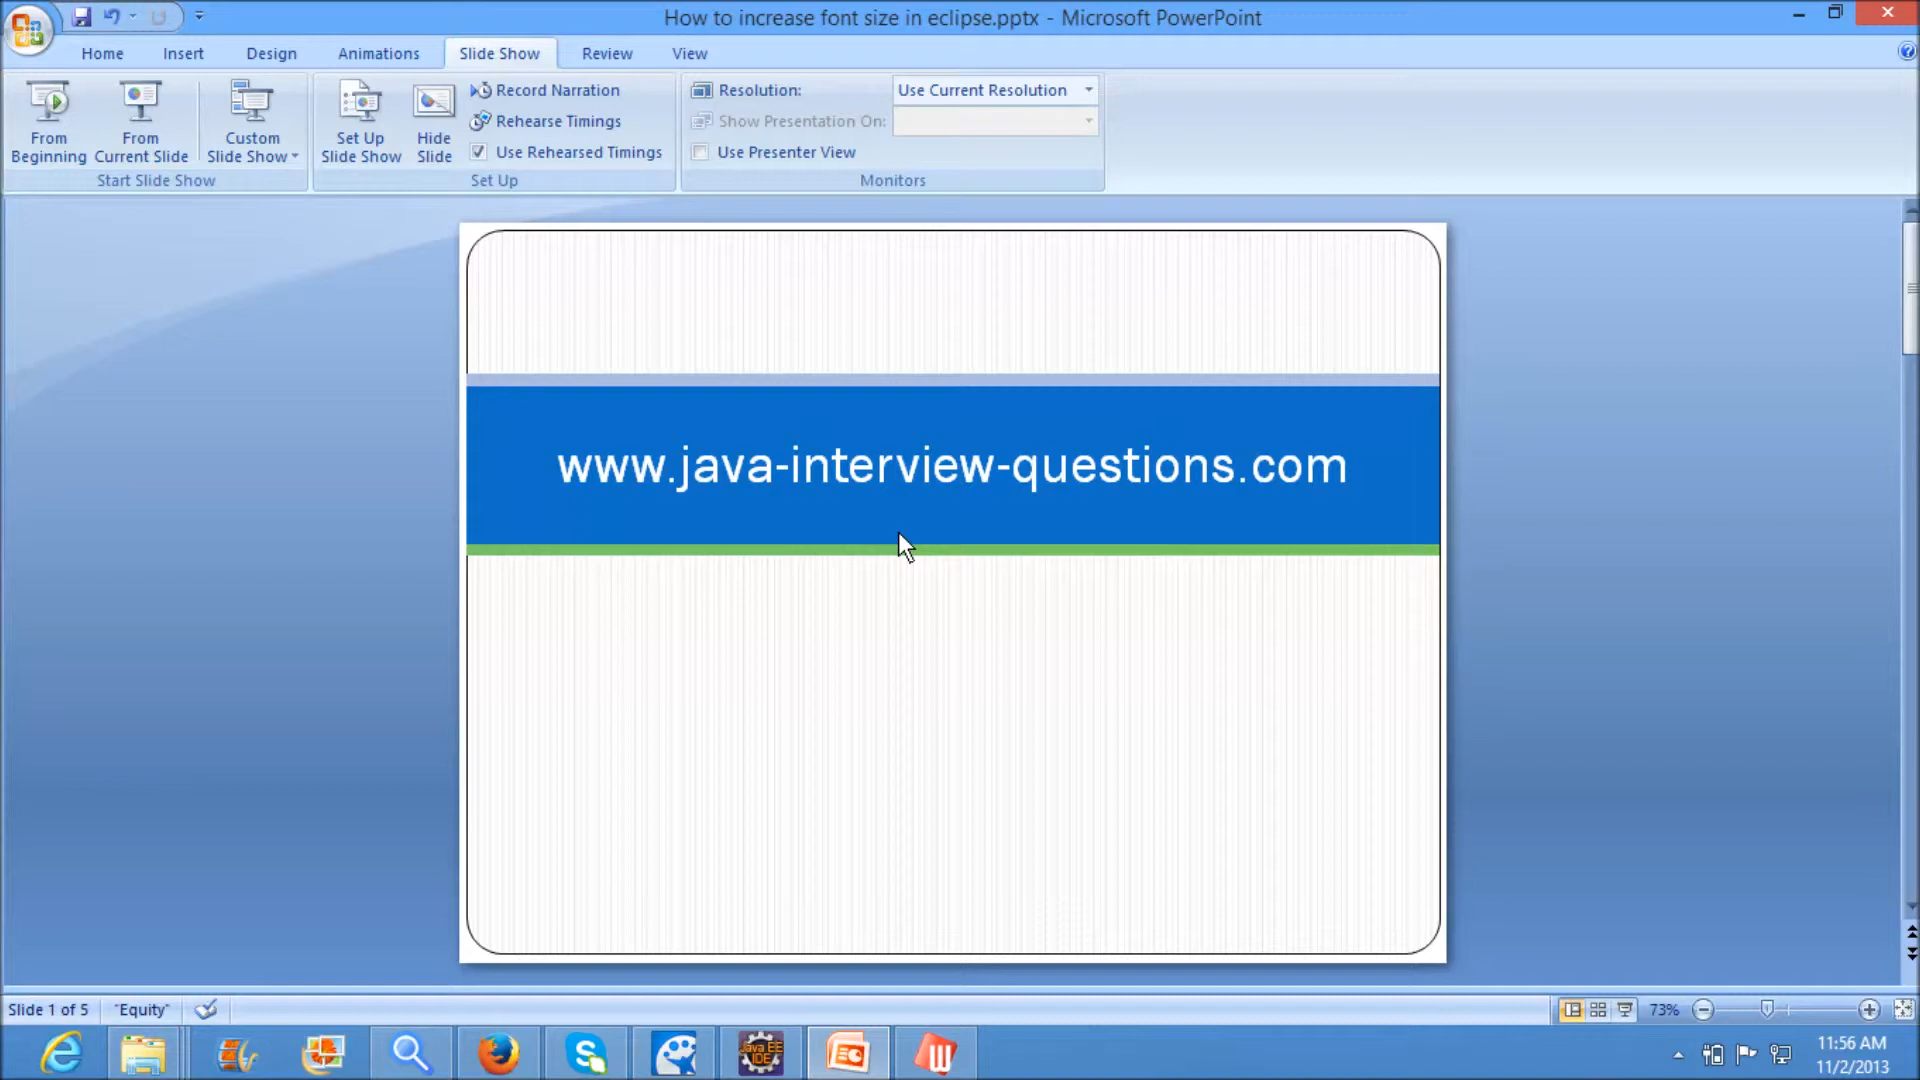 How to increase font size in eclipse.pptx - Microsoft PowerPoint
Home Insert Design Animations Slide Show Review View
From Beginning
From Current Slide
Custom Slide Show
Start Slide Show
Set Up Slide Show
Hide Slide
Record Narration
Rehearse Timings
Use Rehearsed Timings
Set Up
Resolution: Use Current Resolution
Show Presentation On:
Use Presenter View
Monitors
www.java-interview-questions.com
Slide 1 of 5 "Equity" 73%
Java EE
IDE
11:56 AM
11/2/2013